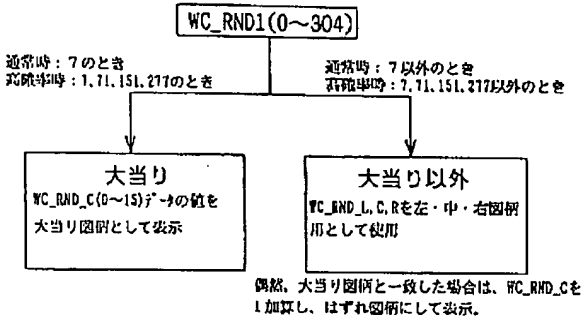 WC_RND1(0〜304)
通常時：7のとき
高確率時：7,71,151,277のとき
通常時：7以外のとき
高確率時：7,71,151,277以外のとき
大当り
WC_RND_C(0〜15)データの値を
大当り図柄として表示
大当り以外
WC_RND_L,C,Rを左・中・右図柄
用として使用
偶然、大当り図柄と一致した場合は、WC_RND_Cを
1加算し、はずれ図柄にして表示。